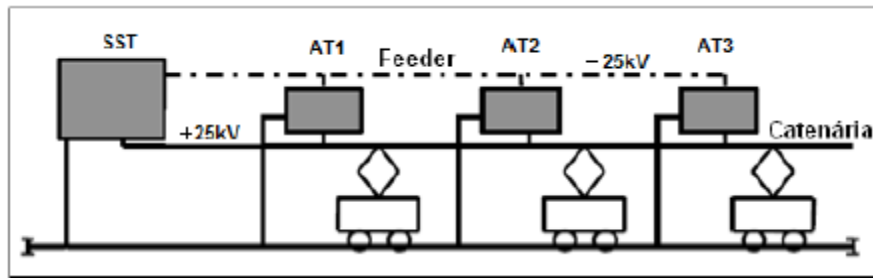 SST
AT1
AT2
AT3
Feeder
−25kV
+25kV
Catenária